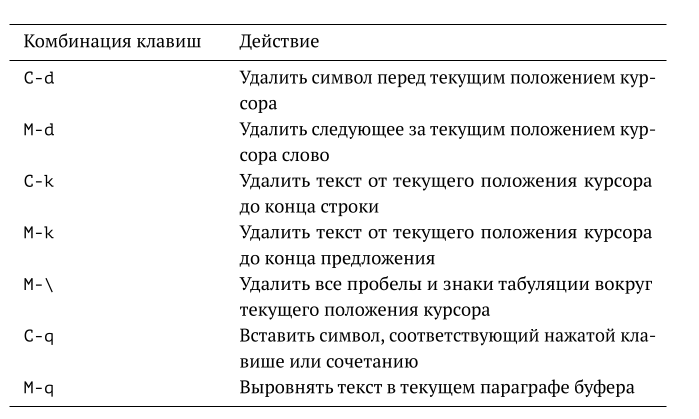 Комбинация клавиш Действие
C-d Удалить символ перед текущим положением кур-
сора
M-d Удалить следующее за текущим положением кур-
сора слово
C-k Удалить текст от текущего положения курсора
до конца строки
M-k Удалить текст от текущего положения курсора
до конца предложения
M-\ Удалить все пробелы и знаки табуляции вокруг
текущего положения курсора
C-q Вставить символ, соответствующий нажатой кла-
више или сочетанию
M-q Выровнять текст в текущем параграфе буфера